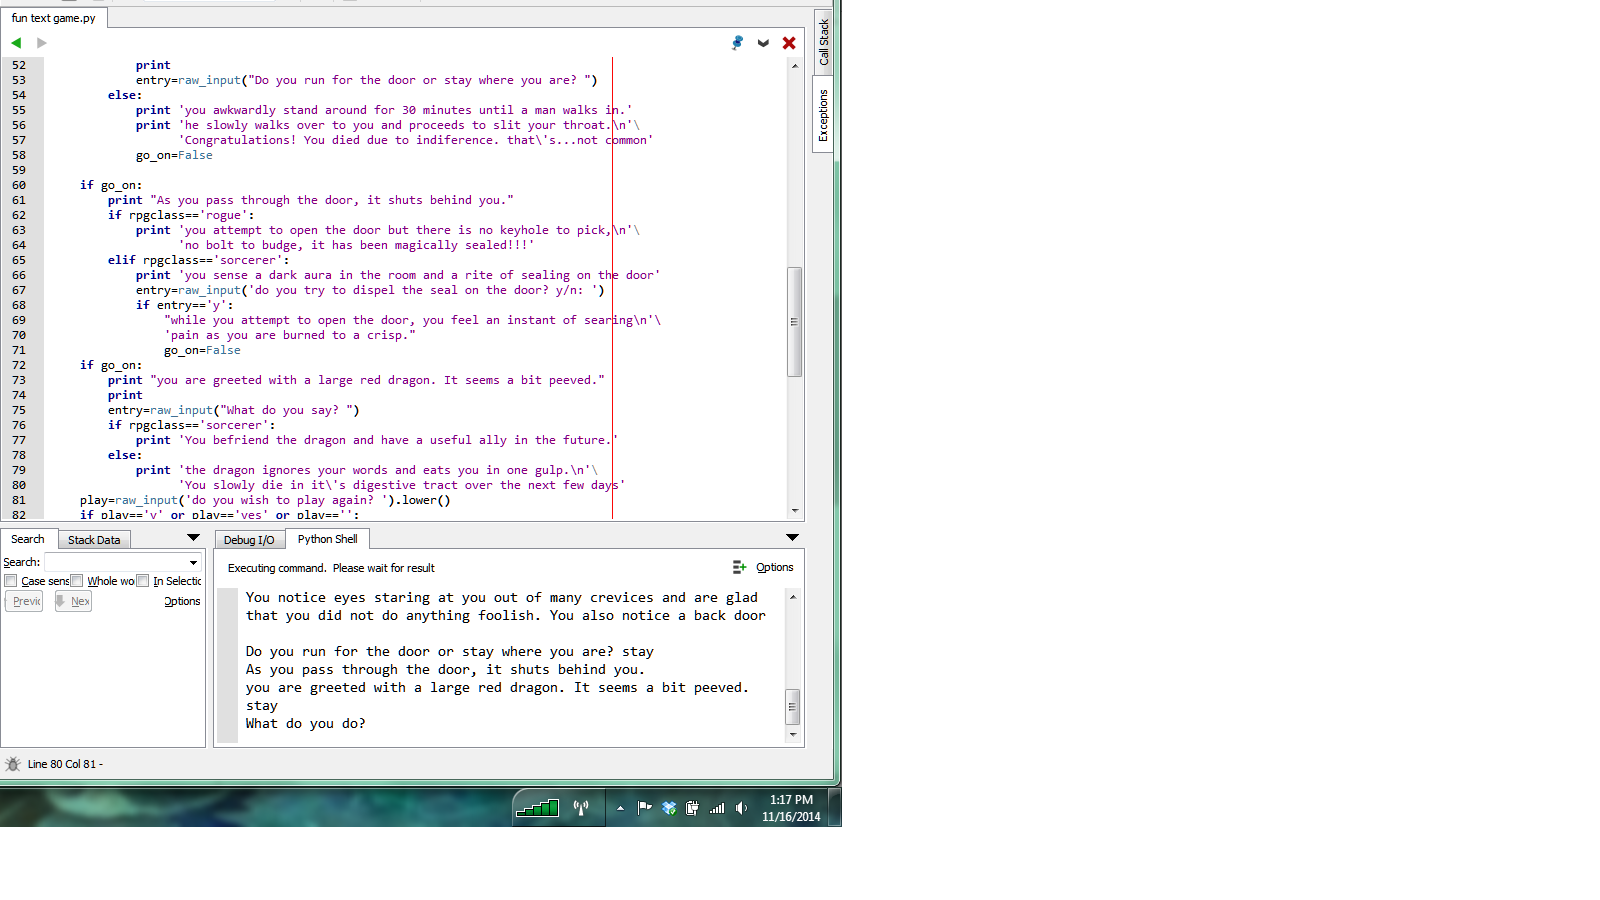 fun text game.py
Call Stack
Exceptions
52 print
53 entry=raw_input("Do you run for the door or stay where you are? ")
54 else:
55 print 'you awkwardly stand around for 30 minutes until a man walks in.'
56 print 'he slowly walks over to you and proceeds to slit your throat.\n'\
57 'Congratulations! You died due to indiference. that\'s...not common'
58 go_on=False
59
60 if go_on:
61 print "As you pass through the door, it shuts behind you."
62 if rpgclass=='rogue':
63 print 'you attempt to open the door but there is no keyhole to pick,\n'\
64 'no bolt to budge, it has been magically sealed!!!'
65 elif rpgclass=='sorcerer':
66 print 'you sense a dark aura in the room and a rite of sealing on the door'
67 entry=raw_input('do you try to dispel the seal on the door? y/n: ')
68 if entry=='y':
69 "while you attempt to open the door, you feel an instant of searing\n'\
70 'pain as you are burned to a crisp."
71 go_on=False
72 if go_on:
73 print "you are greeted with a large red dragon. It seems a bit peeved."
74 print
75 entry=raw_input("What do you say? ")
76 if rpgclass=='sorcerer':
77 print 'You befriend the dragon and have a useful ally in the future.'
78 else:
79 print 'the dragon ignores your words and eats you in one gulp.\n'\
80 'You slowly die in it\'s digestive tract over the next few days'
81 play=raw_input('do you wish to play again? ').lower()
82 if play=='y' or play=='yes' or play=='':
Search Stack Data
Search:
Case sens Whole wo In Selectic
Previc Nex Options
Debug I/O Python Shell
Executing command. Please wait for result Options
You notice eyes staring at you out of many crevices and are glad
that you did not do anything foolish. You also notice a back door
Do you run for the door or stay where you are? stay
As you pass through the door, it shuts behind you.
you are greeted with a large red dragon. It seems a bit peeved.
stay
What do you do?
Line 80 Col 81 -
1:17 PM
11/16/2014